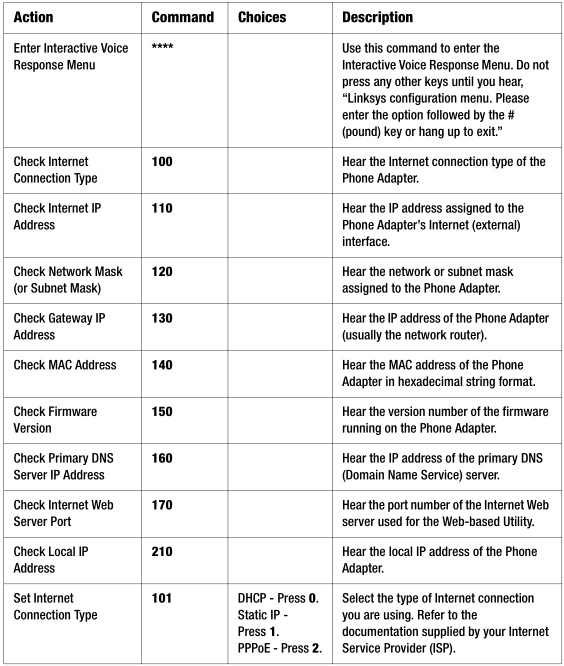 Action Command Choices Description
Enter Interactive Voice Response Menu **** Use this command to enter the
Interactive Voice Response Menu. Do not
press any other keys until you hear,
“Linksys configuration menu. Please
enter the option followed by the #
(pound) key or hang up to exit.”
Check Internet
Connection Type
100
Hear the Internet connection type of the
Phone Adapter.
Check Internet IP
Address
110
Hear the IP address assigned to the
Phone Adapter’s Internet (external)
interface.
Check Network Mask
(or Subnet Mask)
120
Hear the network or subnet mask
assigned to the Phone Adapter.
Check Gateway IP
Address
130
Hear the IP address of the Phone Adapter
(usually the network router).
Check MAC Address
140
Hear the MAC address of the Phone
Adapter in hexadecimal string format.
Check Firmware
Version
150
Hear the version number of the firmware
running on the Phone Adapter.
Check Primary DNS
Server IP Address
160
Hear the IP address of the primary DNS
(Domain Name Service) server.
Check Internet Web
Server Port
170
Hear the port number of the Internet Web
server used for the Web-based Utility.
Check Local IP
Address
210
Hear the local IP address of the Phone
Adapter.
Set Internet
Connection Type
101
DHCP - Press 0.
Static IP -
Press 1.
PPPoE - Press 2.
Select the type of Internet connection
you are using. Refer to the
documentation supplied by your Internet
Service Provider (ISP).